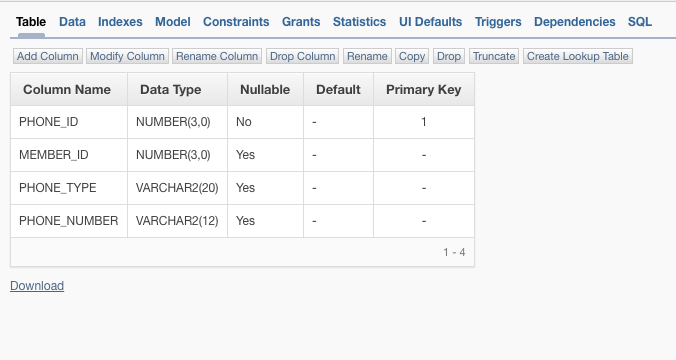 Table Data Indexes Model Constraints Grants Statistics UI Defaults Triggers Dependencies SQL
Add Column Modify Column Rename Column Drop Column Rename Copy Drop Truncate Create Lookup Table
Column Name Data Type Nullable Default Primary Key
PHONE_ID NUMBER(3,0) No - 1
MEMBER_ID NUMBER(3,0) Yes - -
PHONE_TYPE VARCHAR2(20) Yes - -
PHONE_NUMBER VARCHAR2(12) Yes - -
1 - 4
Download